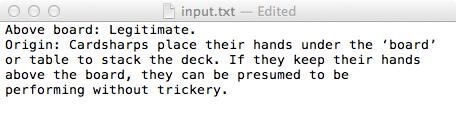 input.txt — Edited
Above board: Legitimate.
Origin: Cardsharps place their hands under the ‘board’
or table to stack the deck. If they keep their hands
above the board, they can be presumed to be
performing without trickery.